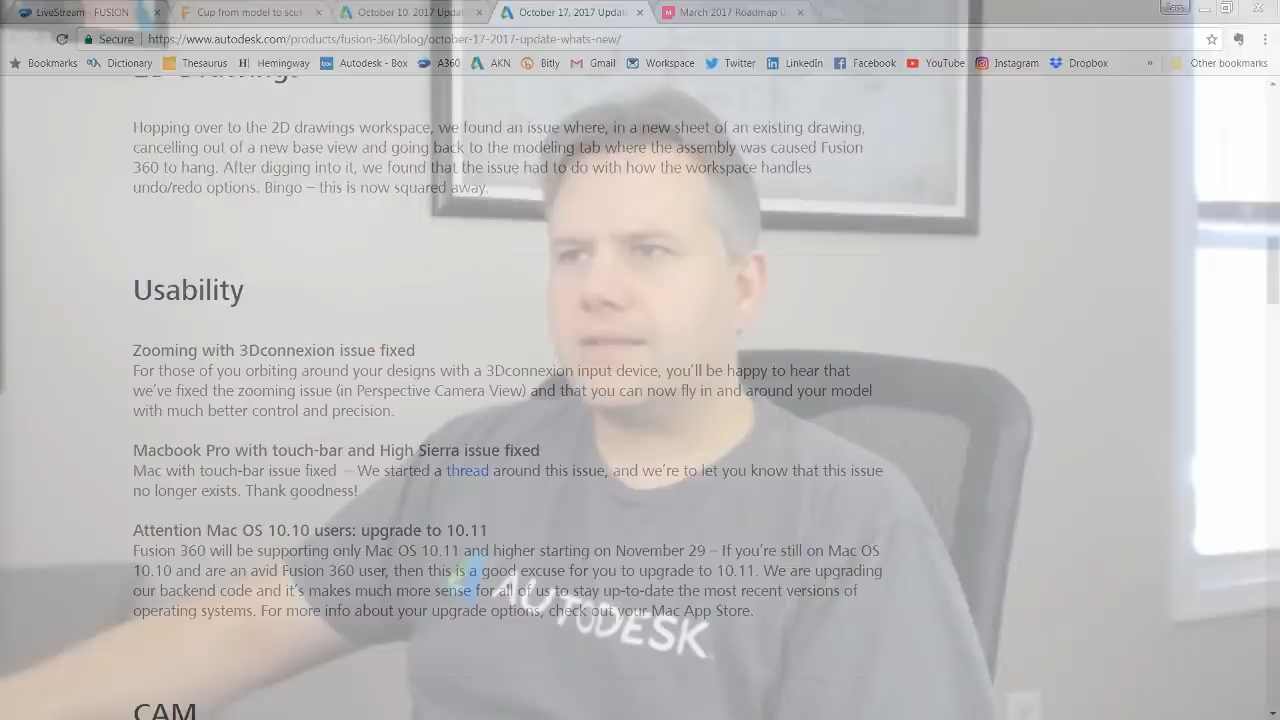 LiveStream FUSION
Cup from model to scul
October 10, 2017 Updat
October 17, 2017 Updat
March 2017 Roadmap U
Secure
https://www.autodesk.com/products/fusion-360/blog/october-17-2017-update-whats-new/
Bookmarks Dictionary Thesaurus Hemingway Autodesk - Box A360 AKN Bitly Gmail Workspace Twitter LinkedIn Facebook YouTube Instagram Dropbox » Other bookmarks
Hopping over to the 2D drawings workspace, we found an issue where, in a new sheet of an existing drawing,
cancelling out of a new base view and going back to the modeling tab where the assembly was caused Fusion
360 to hang. After digging into it, we found that the issue had to do with how the workspace handles
undo/redo options. Bingo – this is now squared away.
Usability
Zooming with 3Dconnexion issue fixed
For those of you orbiting around your designs with a 3Dconnexion input device, you'll be happy to hear that
we've fixed the zooming issue (in Perspective Camera View) and that you can now fly in and around your model
with much better control and precision.
Macbook Pro with touch-bar and High Sierra issue fixed
Mac with touch-bar issue fixed – We started a thread around this issue, and we're to let you know that this issue
no longer exists. Thank goodness!
Attention Mac OS 10.10 users: upgrade to 10.11
Fusion 360 will be supporting only Mac OS 10.11 and higher starting on November 29 – If you're still on Mac OS
10.10 and are an avid Fusion 360 user, then this is a good excuse for you to upgrade to 10.11. We are upgrading
our backend code and it's makes much more sense for all of us to stay up-to-date the most recent versions of
operating systems. For more info about your upgrade options, check out your Mac App Store.
AUTODESK
CAM